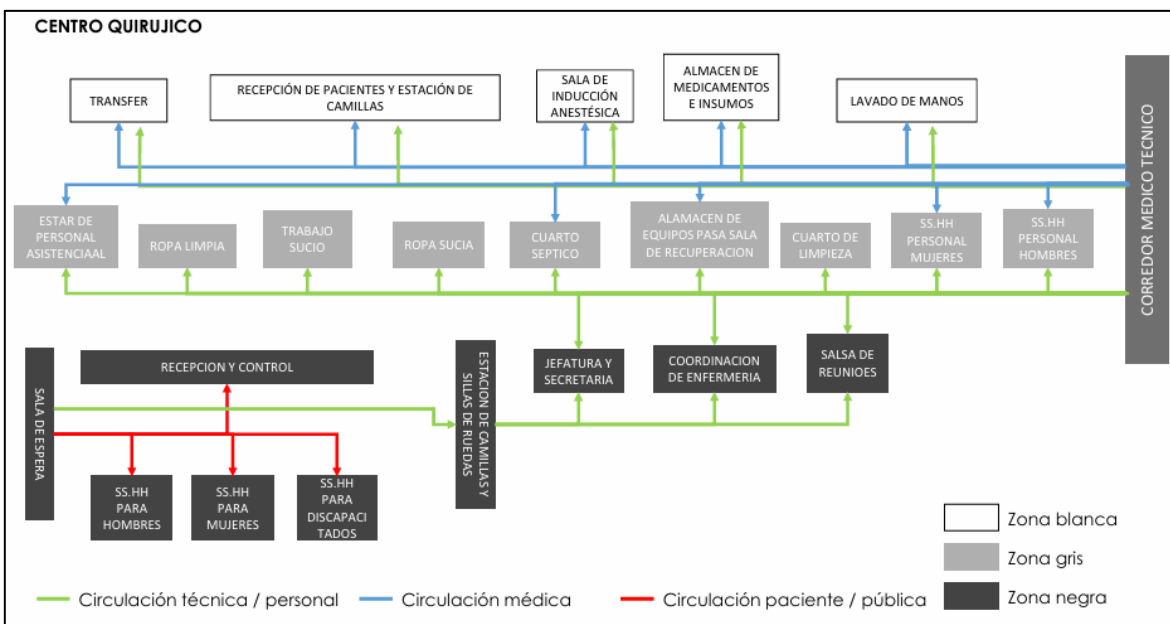 CENTRO QUIRUJICO
TRANSFER
RECEPCIÓN DE PACIENTES Y ESTACIÓN DE
CAMILLAS
SALA DE
INDUCCIÓN
ANESTÉSICA
ALMACEN DE
MEDICAMENTOS
E INSUMOS
LAVADO DE MANOS
CORREDOR MEDICO TECNICO
ESTAR DE
PERSONAL
ASISTENCIAAL
ROPA LIMPIA
TRABAJO
SUCIO
ROPA SUCIA
CUARTO
SEPTICO
ALAMACEN DE
EQUIPOS PASA SALA
DE RECUPERACION
CUARTO DE
LIMPIEZA
SS.HH
PERSONAL
MUJERES
SS.HH
PERSONAL
HOMBRES
SALA DE ESPERA
RECEPCION Y CONTROL
ESTACION DE CAMILLAS Y
SILLAS DE RUEDAS
JEFATURA Y
SECRETARIA
COORDINACION
DE ENFERMERIA
SALSA DE
REUNIOES
SS.HH
PARA
HOMBRES
SS.HH
PARA
MUJERES
SS.HH
PARA
DISCAPACI
TADOS
Zona blanca
Zona gris
Zona negra
Circulación técnica / personal
Circulación médica
Circulación paciente / pública